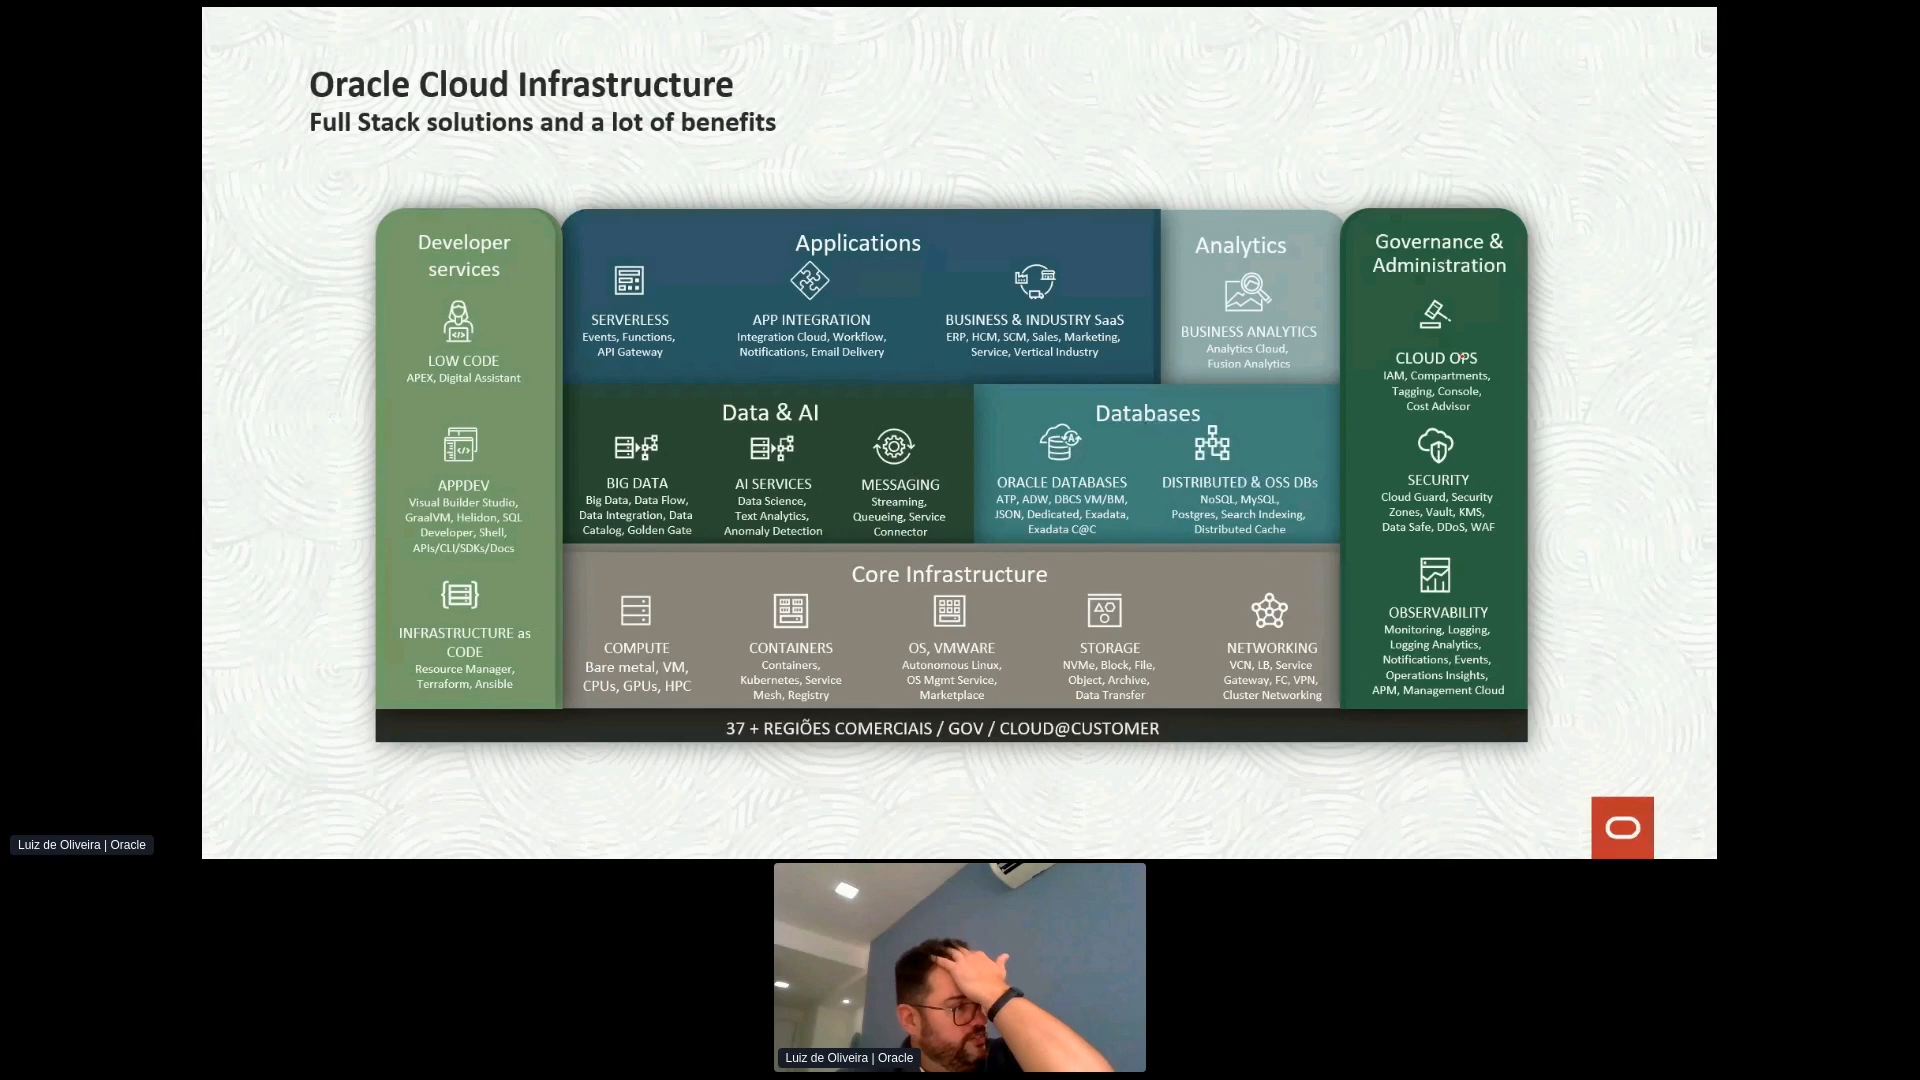 Oracle Cloud Infrastructure
Full Stack solutions and a lot of benefits
Developer
services
LOW CODE
APEX, Digital Assistant
APPDEV
Visual Builder Studio,
GraalVM, Helidon, SQL
Developer, Shell,
APIs/CLI/SDKs/Docs
INFRASTRUCTURE as
CODE
Resource Manager,
Terraform, Ansible
Applications
SERVERLESS
Events, Functions,
API Gateway
APP INTEGRATION
Integration Cloud, Workflow,
Notifications, Email Delivery
BUSINESS & INDUSTRY SaaS
ERP, HCM, SCM, Sales, Marketing,
Service, Vertical Industry
Analytics
BUSINESS ANALYTICS
Analytics Cloud,
Fusion Analytics
Data & AI
BIG DATA
Big Data, Data Flow,
Data Integration, Data
Catalog, Golden Gate
AI SERVICES
Data Science,
Text Analytics,
Anomaly Detection
MESSAGING
Streaming,
Queueing, Service
Connector
Databases
ORACLE DATABASES
ATP, ADW, DBCS VM/BM,
JSON, Dedicated, Exadata,
Exadata C@C
DISTRIBUTED & OSS DBs
NoSQL, MySQL,
Postgres, Search Indexing,
Distributed Cache
Core Infrastructure
COMPUTE
Bare metal, VM,
CPUs, GPUs, HPC
CONTAINERS
Containers,
Kubernetes, Service
Mesh, Registry
OS, VMWARE
Autonomous Linux,
OS Mgmt Service,
Marketplace
STORAGE
NVMe, Block, File,
Object, Archive,
Data Transfer
NETWORKING
VCN, LB, Service
Gateway, FC, VPN,
Cluster Networking
Governance &
Administration
CLOUD OPS
IAM, Compartments,
Tagging, Console,
Cost Advisor
SECURITY
Cloud Guard, Security
Zones, Vault, KMS,
Data Safe, DDoS, WAF
OBSERVABILITY
Monitoring, Logging,
Logging Analytics,
Notifications, Events,
Operations Insights,
APM, Management Cloud
37 + REGIÕES COMERCIAIS / GOV / CLOUD@CUSTOMER
Luiz de Oliveira | Oracle
Luiz de Oliveira | Oracle